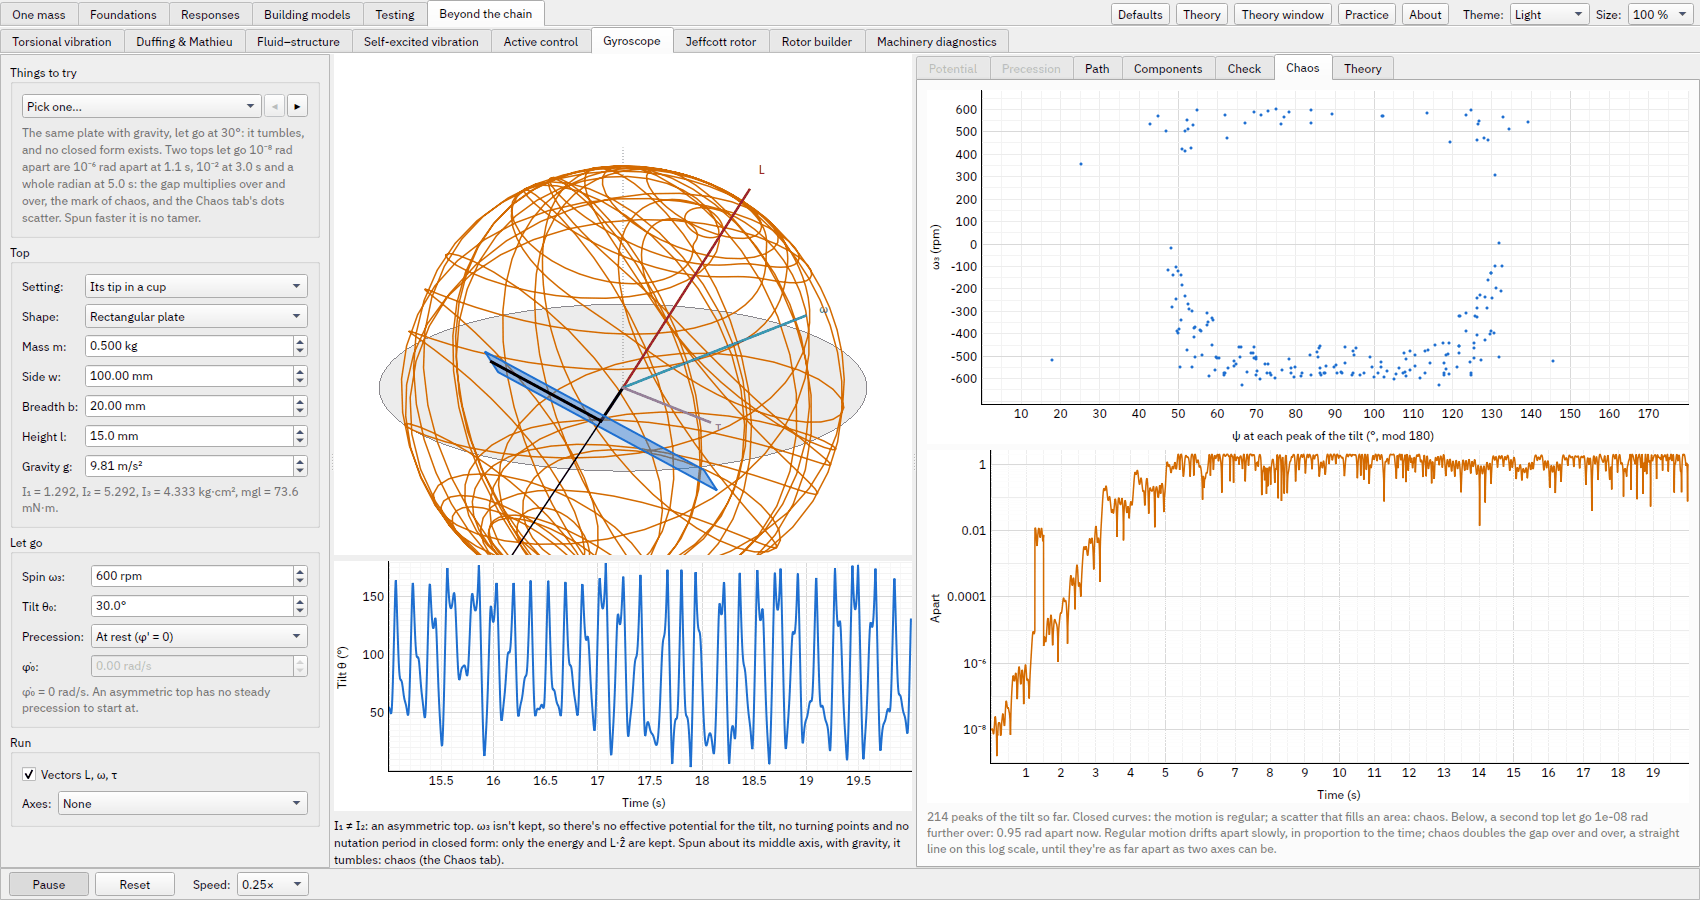 One mass Foundations Responses Building models Testing Beyond the chain Defaults Theory Theory window Practice About Theme: Light Size: 100 %
Torsional vibration Duffing & Mathieu Fluid–structure Self-excited vibration Active control Gyroscope Jeffcott rotor Rotor builder Machinery diagnostics
Things to try
Pick one...
The same plate with gravity, let go at 30°: it tumbles,
and no closed form exists. Two tops let go 10⁻⁸ rad
apart are 10⁻⁶ rad apart at 1.1 s, 10⁻² at 3.0 s and a
whole radian at 5.0 s: the gap multiplies over and
over, the mark of chaos, and the Chaos tab's dots
scatter. Spun faster it is no tamer.
Top
Setting: Its tip in a cup
Shape: Rectangular plate
Mass m: 0.500 kg
Side w: 100.00 mm
Breadth b: 20.00 mm
Height l: 15.0 mm
Gravity g: 9.81 m/s²
I₁ = 1.292, I₂ = 5.292, I₃ = 4.333 kg·cm², mgl = 73.6
mN·m.
Let go
Spin ω₃: 600 rpm
Tilt θ₀: 30.0°
Precession: At rest (φ' = 0)
φ̇₀: 0.00 rad/s
φ̇₀ = 0 rad/s. An asymmetric top has no steady
precession to start at.
Run
Vectors L, ω, τ
Axes: None
L
ω
τ
150
100
50
Tilt θ (°)
15.5 16 16.5 17 17.5 18 18.5 19 19.5
Time (s)
I₁ ≠ I₂: an asymmetric top. ω₃ isn't kept, so there's no effective potential for the tilt, no turning points and no
nutation period in closed form: only the energy and L·ẑ are kept. Spun about its middle axis, with gravity, it
tumbles: chaos (the Chaos tab).
Potential Precession Path Components Check Chaos Theory
600
500
400
300
200
100
0
-100
-200
-300
-400
-500
-600
ω₃ (rpm)
10 20 30 40 50 60 70 80 90 100 110 120 130 140 150 160 170
ψ at each peak of the tilt (°, mod 180)
1
0.01
0.0001
10⁻⁶
10⁻⁸
Apart
1 2 3 4 5 6 7 8 9 10 11 12 13 14 15 16 17 18 19
Time (s)
214 peaks of the tilt so far. Closed curves: the motion is regular; a scatter that fills an area: chaos. Below, a second top let go 1e-08 rad
further over: 0.95 rad apart now. Regular motion drifts apart slowly, in proportion to the time; chaos doubles the gap over and over, a straight
line on this log scale, until they're as far apart as two axes can be.
Pause Reset Speed: 0.25×